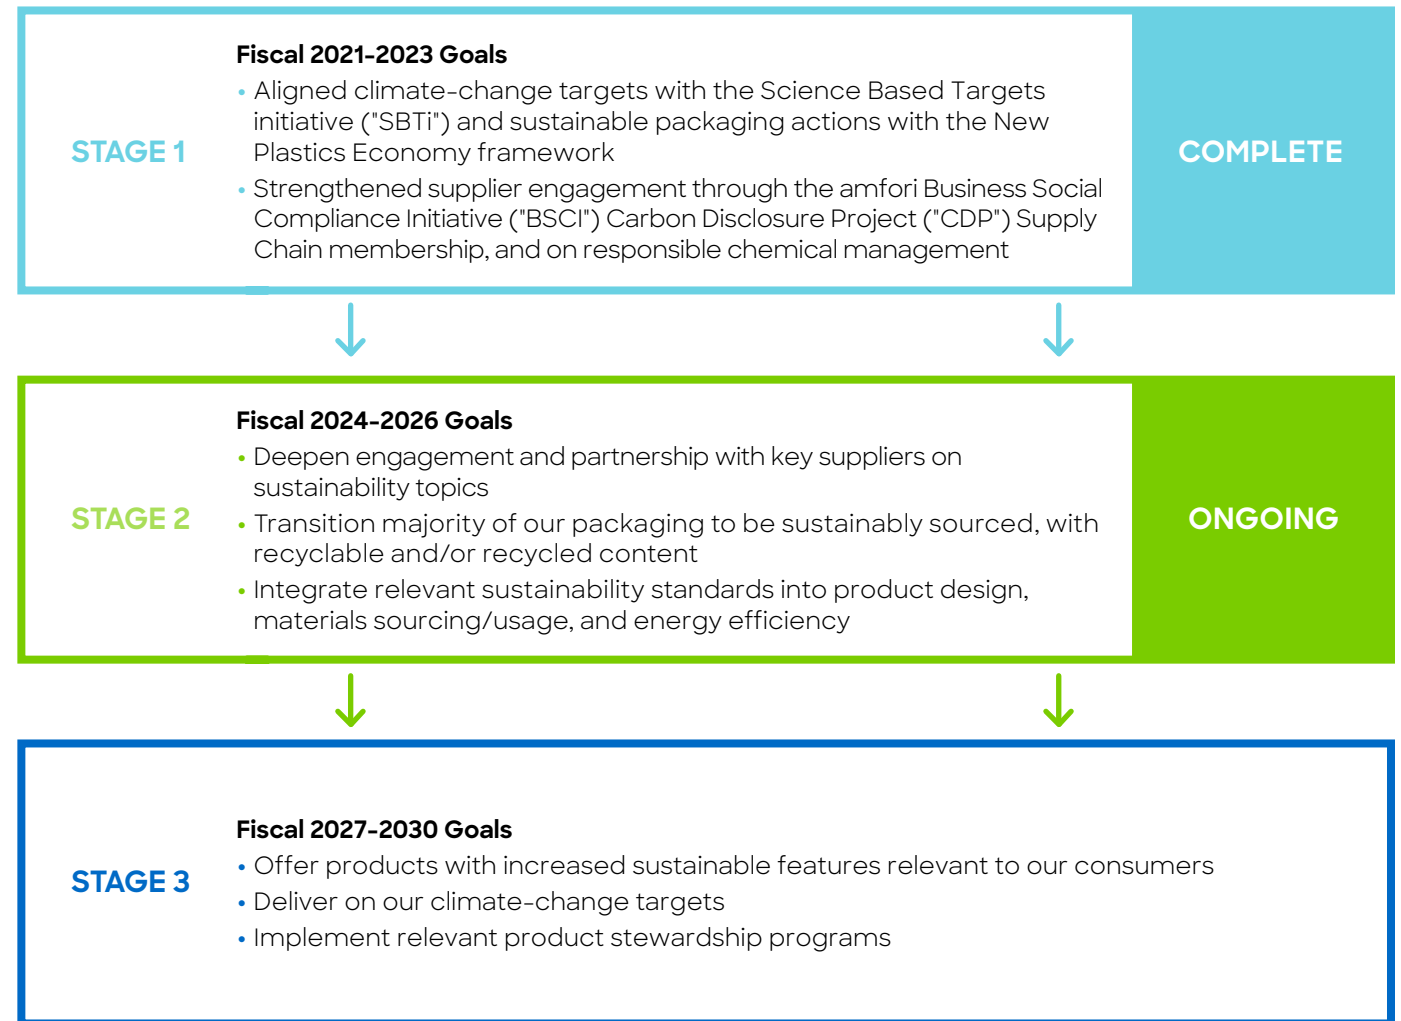 Fiscal 2021-2023 Goals
• Aligned climate-change targets with the Science Based Targets
initiative ("SBTi") and sustainable packaging actions with the New
Plastics Economy framework
• Strengthened supplier engagement through the amfori Business Social
Compliance Initiative ("BSCI") Carbon Disclosure Project ("CDP") Supply
Chain membership, and on responsible chemical management
STAGE 1
COMPLETE
Fiscal 2024-2026 Goals
• Deepen engagement and partnership with key suppliers on
sustainability topics
• Transition majority of our packaging to be sustainably sourced, with
recyclable and/or recycled content
• Integrate relevant sustainability standards into product design,
materials sourcing/usage, and energy efficiency
STAGE 2
ONGOING
Fiscal 2027-2030 Goals
• Offer products with increased sustainable features relevant to our consumers
• Deliver on our climate-change targets
• Implement relevant product stewardship programs
STAGE 3